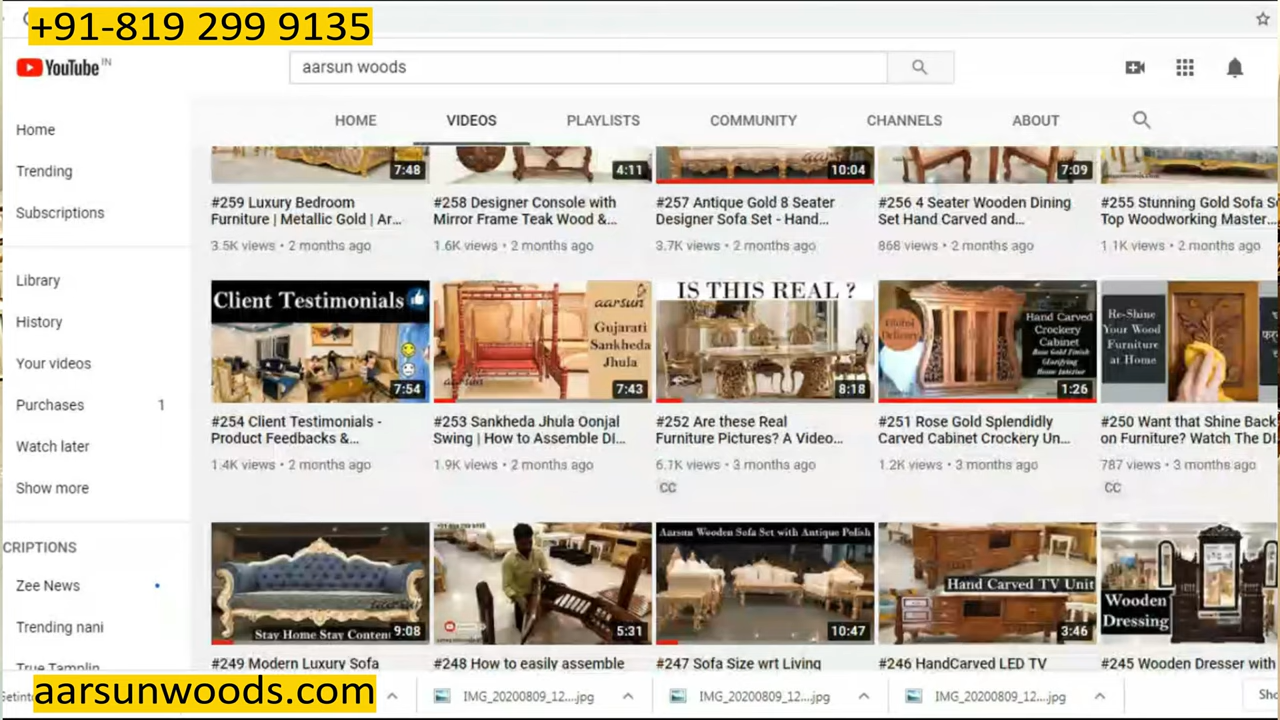 +91-819 299 9135
YouTube IN
aarsun woods
HOME
VIDEOS
PLAYLISTS
COMMUNITY
CHANNELS
ABOUT
Home
Trending
Subscriptions
Library
History
Your videos
Purchases 1
Watch later
Show more
CRIPTIONS
Zee News
Trending nani
True Tamplin
7:48
#259 Luxury Bedroom
Furniture | Metallic Gold | Ar...
3.5K views • 2 months ago
4:11
#258 Designer Console with
Mirror Frame Teak Wood &...
1.6K views • 2 months ago
10:04
#257 Antique Gold 8 Seater
Designer Sofa Set - Hand...
3.7K views • 2 months ago
7:09
#256 4 Seater Wooden Dining
Set Hand Carved and...
868 views • 2 months ago
#255 Stunning Gold Sofa S
Top Woodworking Master...
1.1K views • 2 months ago
Client Testimonials
7:54
#254 Client Testimonials -
Product Feedbacks &...
1.4K views • 2 months ago
aarsun
Gujarati
Sankheda
Jhula
7:43
#253 Sankheda Jhula Oonjal
Swing | How to Assemble DI...
1.9K views • 2 months ago
IS THIS REAL ?
8:18
#252 Are these Real
Furniture Pictures? A Video...
6.1K views • 3 months ago
CC
Hand Carved
Crockery
Cabinet
Rose Gold Finish
Glorifying
Home Interior
1:26
#251 Rose Gold Splendidly
Carved Cabinet Crockery Un...
1.2K views • 3 months ago
Re-Shine
Your Wood
Furniture
at Home
#250 Want that Shine Back
on Furniture? Watch The DI
787 views • 3 months ago
CC
Stay Home Stay Content
9:08
#249 Modern Luxury Sofa
5:31
#248 How to easily assemble
Aarsun Wooden Sofa Set with Antique Polish
10:47
#247 Sofa Size wrt Living
Hand Carved TV Unit
3:46
#246 HandCarved LED TV
Wooden
Dressing
#245 Wooden Dresser with
aarsunwoods.com
IMG_20200809_12....jpg
IMG_20200809_12....jpg
IMG_20200809_12....jpg
Sho